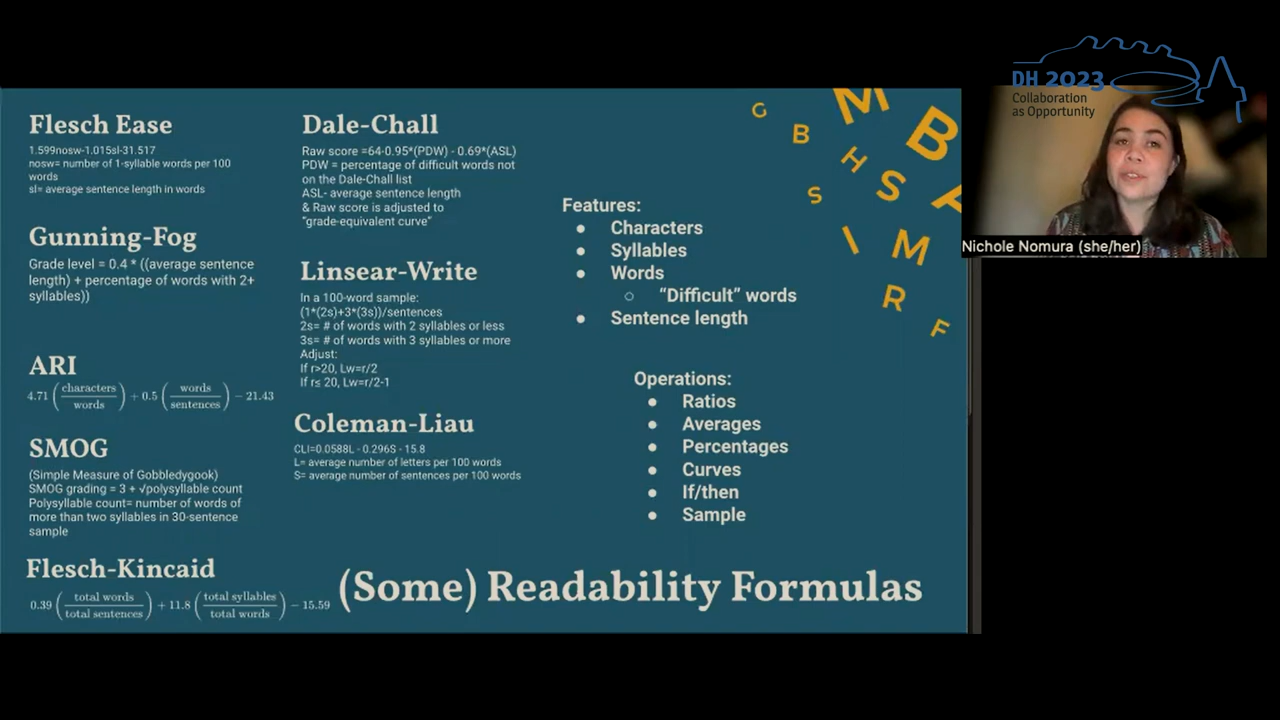 Flesch Ease
1.599nosw-1.015sl-31.517
nosw= number of 1-syllable words per 100
words
sl= average sentence length in words
Gunning-Fog
Grade level = 0.4 * ((average sentence
length) + percentage of words with 2+
syllables))
ARI
4.71 (characters/words) + 0.5 (words/sentences) − 21.43
SMOG
(Simple Measure of Gobbledygook)
SMOG grading = 3 + √polysyllable count
Polysyllable count= number of words of
more than two syllables in 30-sentence
sample
Flesch-Kincaid
0.39 (total words/total sentences) + 11.8 (total syllables/total words) − 15.59
Dale-Chall
Raw score =64-0.95*(PDW) - 0.69*(ASL)
PDW = percentage of difficult words not
on the Dale-Chall list
ASL- average sentence length
& Raw score is adjusted to
“grade-equivalent curve”
Linsear-Write
In a 100-word sample:
(1*(2s)+3*(3s))/sentences
2s= # of words with 2 syllables or less
3s= # of words with 3 syllables or more
Adjust:
If r>20, Lw=r/2
If r≤ 20, Lw=r/2-1
Coleman-Liau
CLI=0.0588L - 0.296S - 15.8
L= average number of letters per 100 words
S= average number of sentences per 100 words
Features:
● Characters
● Syllables
● Words
○ “Difficult” words
● Sentence length
Operations:
● Ratios
● Averages
● Percentages
● Curves
● If/then
● Sample
(Some) Readability Formulas
G
B
M
B
H
S
S
A
I
M
R
F
DH 2023
Collaboration
as Opportunity
Nichole Nomura (she/her)